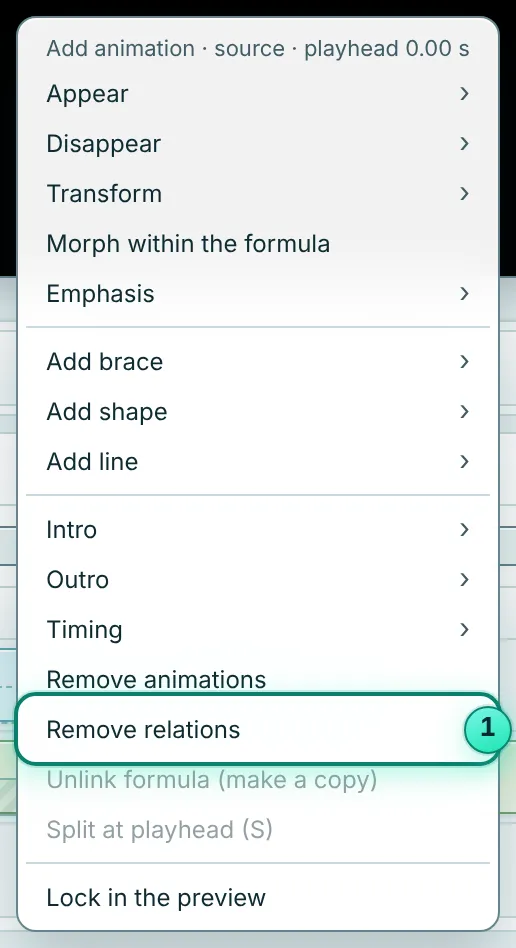 Add animation · source · playhead 0.00 s
Appear
Disappear
Transform
Morph within the formula
Emphasis
Add brace
Add shape
Add line
Intro
Outro
Timing
Remove animations
Remove relations 1
Unlink formula (make a copy)
Split at playhead (S)
Lock in the preview